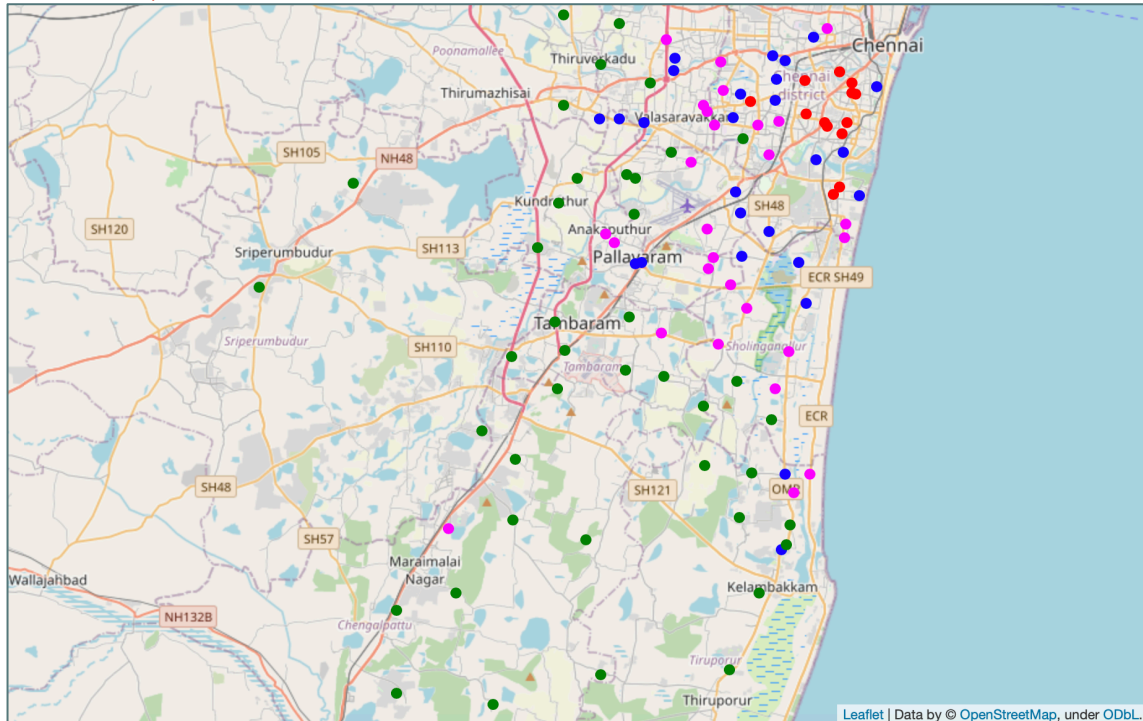 Chennai
Poonamallee
Thiruverkadu
Chennai
district
Thirumazhisai
Valasaravakkam
SH105
NH48
Kundrathur
SH48
SH120
Anakaputhur
SH113
Sriperumbudur
Pallavaram
ECR SH49
Tambaram
Sriperumbudur
SH110
Sholinganallur
Tambaram
ECR
SH48
SH121
OMR
SH57
Maraimalai
Nagar
Wallajahbad
Kelambakkam
NH132B
Chengalpattu
Tiruporur
Thiruporur
Leaflet | Data by © OpenStreetMap, under ODbL.